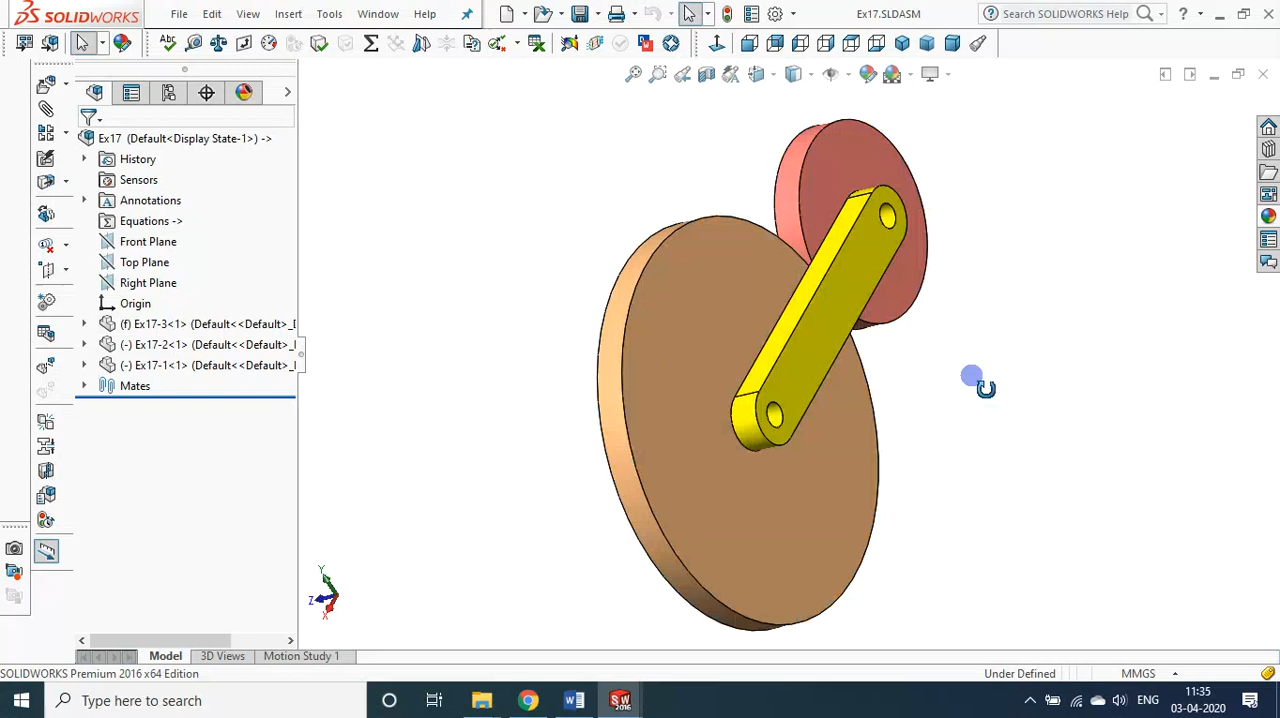 SOLIDWORKS File Edit View Insert Tools Window Help Ex17.SLDASM Search SOLIDWORKS Help ?
Ex17 (Default<Display State-1>) ->
History
Sensors
Annotations
Equations ->
Front Plane
Top Plane
Right Plane
Origin
(f) Ex17-3<1> (Default<<Default>_[
(-) Ex17-2<1> (Default<<Default>_I
(-) Ex17-1<1> (Default<<Default>_I
Mates
Y
Z
X
Model 3D Views Motion Study 1
SOLIDWORKS Premium 2016 x64 Edition Under Defined MMGS
Type here to search ENG 11:35
03-04-2020